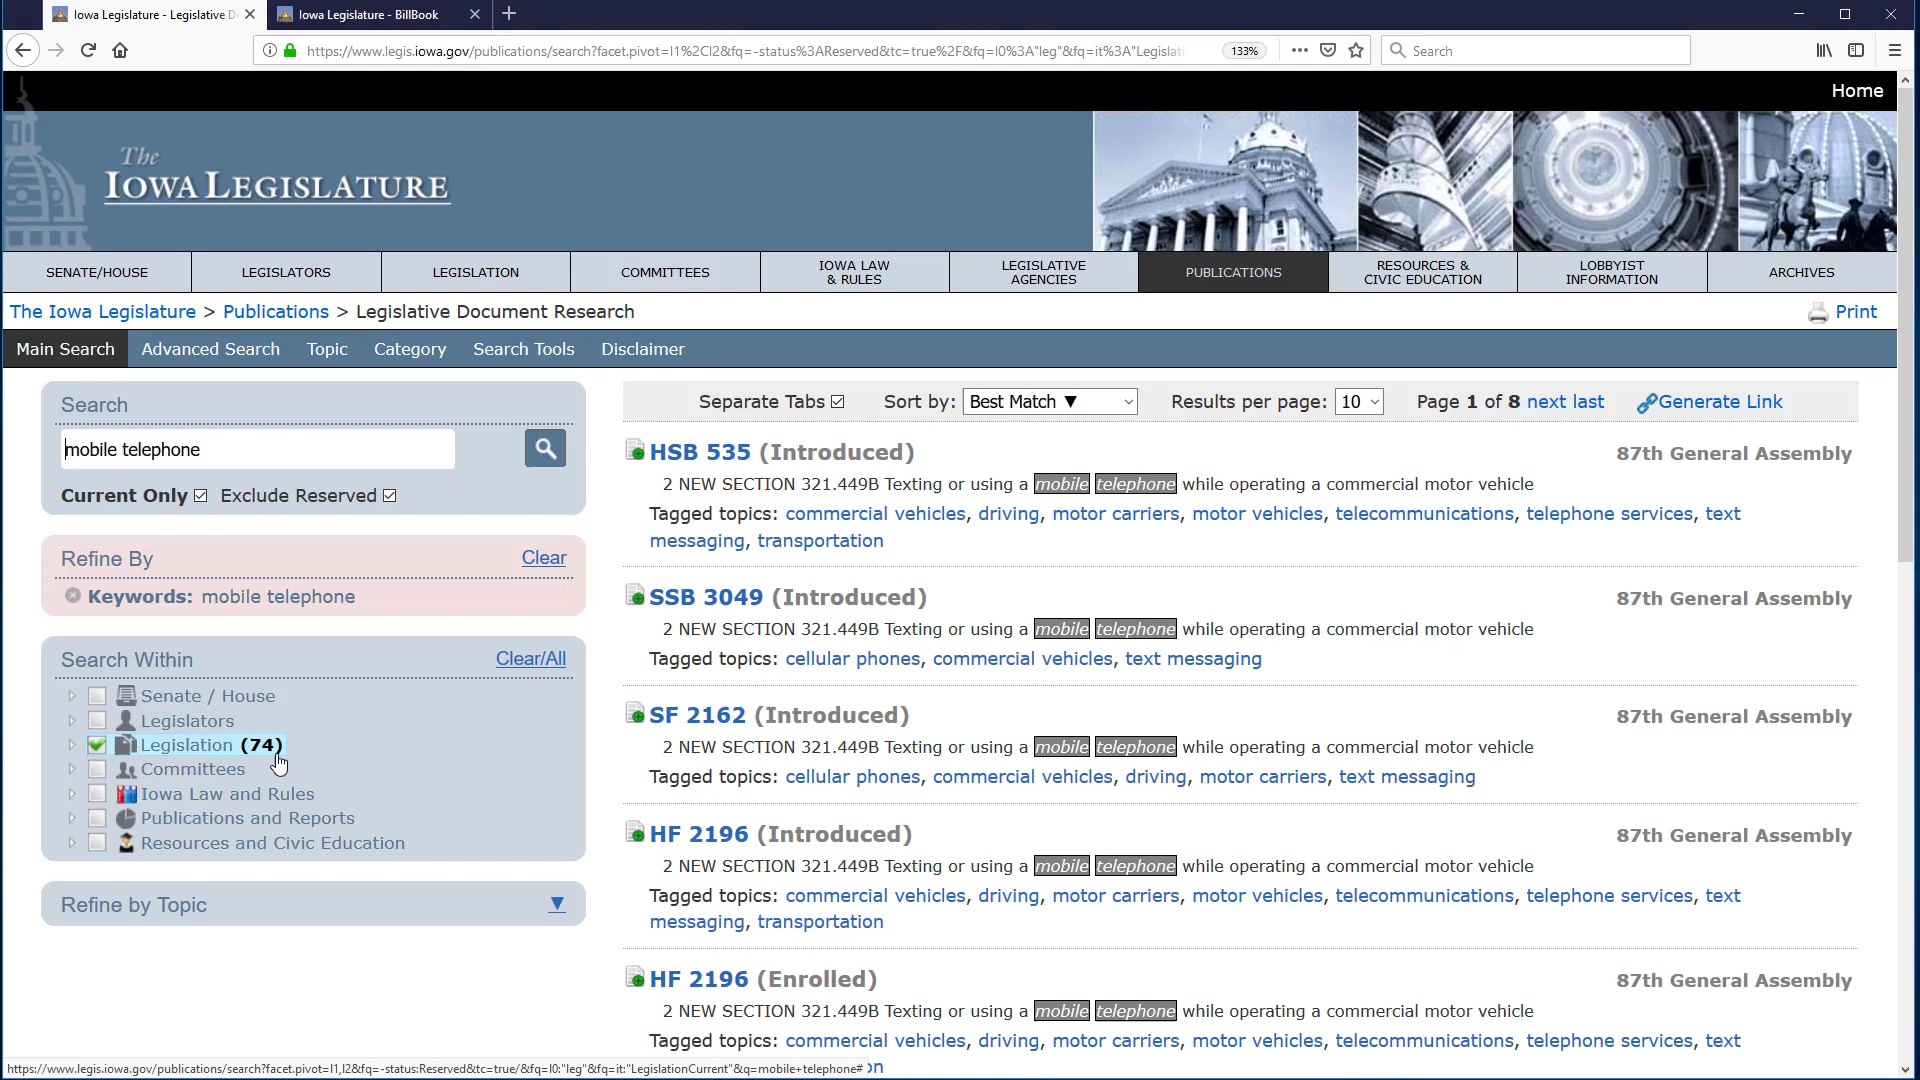 Iowa Legislature - Legislative D
Iowa Legislature - BillBook
https://www.legis.iowa.gov/publications/search?facet.pivot=l1%2Cl2&fq=-status%3AReserved&tc=true%2F&fq=l0%3A"leg"&fq=it%3A"Legislat
133%
Search
Home
The
IOWA LEGISLATURE
SENATE/HOUSE
LEGISLATORS
LEGISLATION
COMMITTEES
IOWA LAW
& RULES
LEGISLATIVE
AGENCIES
PUBLICATIONS
RESOURCES &
CIVIC EDUCATION
LOBBYIST
INFORMATION
ARCHIVES
The Iowa Legislature > Publications > Legislative Document Research
Print
Main Search Advanced Search Topic Category Search Tools Disclaimer
Search
mobile telephone
Current Only Exclude Reserved
Refine By Clear
Keywords: mobile telephone
Search Within Clear/All
Senate / House
Legislators
Legislation (74)
Committees
Iowa Law and Rules
Publications and Reports
Resources and Civic Education
Refine by Topic ▼
Separate Tabs Sort by: Best Match ▼ Results per page: 10 Page 1 of 8 next last Generate Link
HSB 535 (Introduced) 87th General Assembly
2 NEW SECTION 321.449B Texting or using a mobile telephone while operating a commercial motor vehicle
Tagged topics: commercial vehicles, driving, motor carriers, motor vehicles, telecommunications, telephone services, text
messaging, transportation
SSB 3049 (Introduced) 87th General Assembly
2 NEW SECTION 321.449B Texting or using a mobile telephone while operating a commercial motor vehicle
Tagged topics: cellular phones, commercial vehicles, text messaging
SF 2162 (Introduced) 87th General Assembly
2 NEW SECTION 321.449B Texting or using a mobile telephone while operating a commercial motor vehicle
Tagged topics: cellular phones, commercial vehicles, driving, motor carriers, text messaging
HF 2196 (Introduced) 87th General Assembly
2 NEW SECTION 321.449B Texting or using a mobile telephone while operating a commercial motor vehicle
Tagged topics: commercial vehicles, driving, motor carriers, motor vehicles, telecommunications, telephone services, text
messaging, transportation
HF 2196 (Enrolled) 87th General Assembly
2 NEW SECTION 321.449B Texting or using a mobile telephone while operating a commercial motor vehicle
Tagged topics: commercial vehicles, driving, motor carriers, motor vehicles, telecommunications, telephone services, text
on
https://www.legis.iowa.gov/publications/search?facet.pivot=l1,l2&fq=-status:Reserved&tc=true/&fq=l0:"leg"&fq=it:"LegislationCurrent"&q=mobile+telephone#